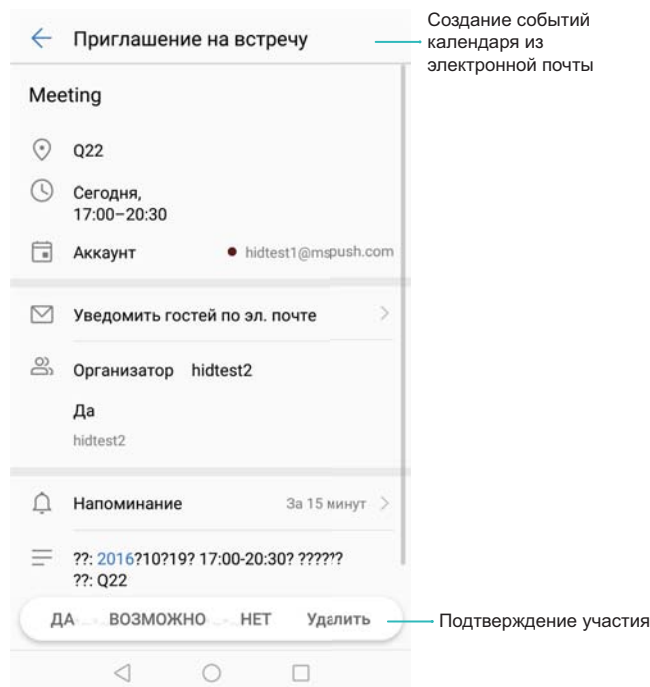 Приглашение на встречу
Создание событий
календаря из
электронной почты
Meeting
Q22
Сегодня,
17:00–20:30
Аккаунт hidtest1@mspush.com
Уведомить гостей по эл. почте
Организатор hidtest2
Да
hidtest2
Напоминание За 15 минут
??: 2016?10?19? 17:00-20:30? ??????
??: Q22
ДА ВОЗМОЖНО НЕТ Удалить
Подтверждение участия